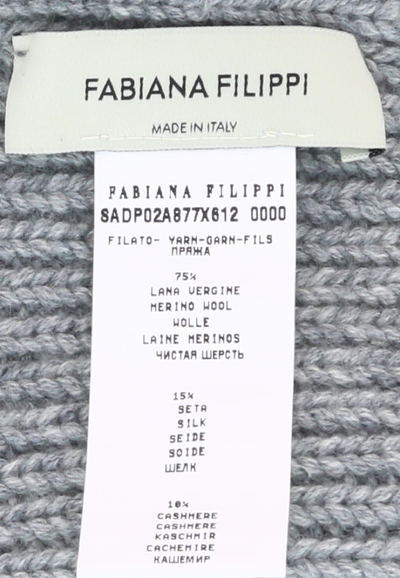 FABIANA FILIPPI
MADE IN ITALY
FABIANA FILIPPI
SADP02A877X612 0000
FILATO- YARN-GARN-FILS
ПРЯЖА
75%
LANA VERGINE
MERINO WOOL
WOLLE
LAINE MERINOS
ЧИСТАЯ ШЕРСТЬ
15%
SETA
SILK
SEIDE
SOIDE
ШЕЛК
10%
CASHMERE
CASHMERE
KASCHMIR
CACHEMIRE
КАШЕМИР